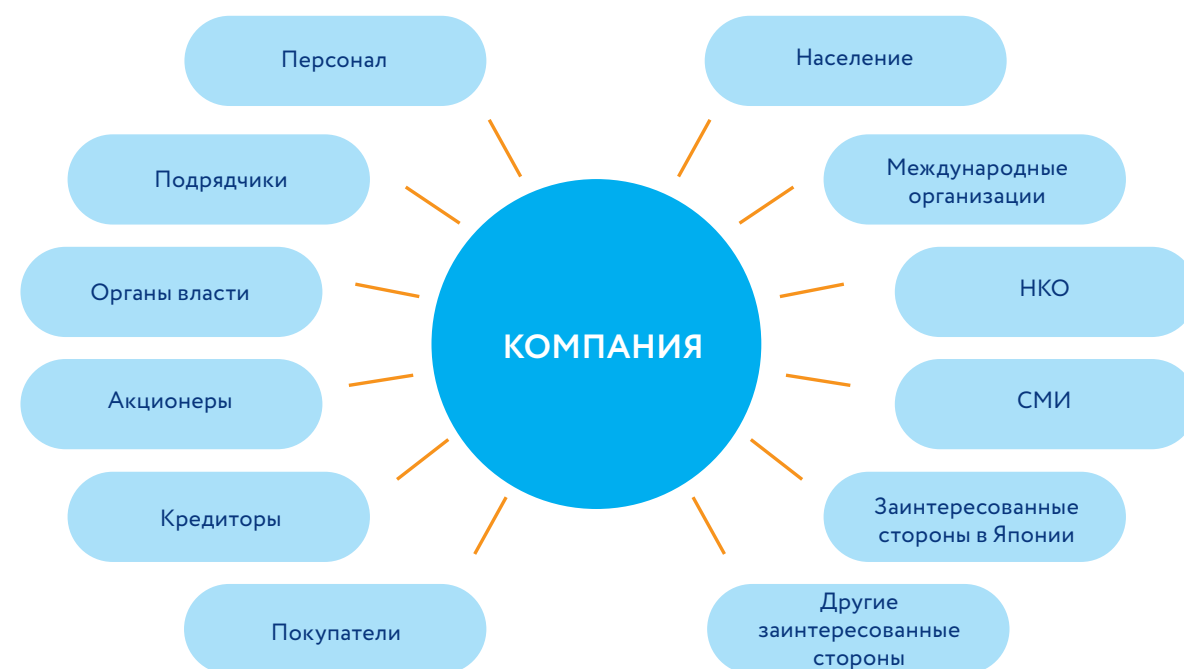 Персонал
Население
Подрядчики
Международные
организации
Органы власти
НКО
КОМПАНИЯ
Акционеры
СМИ
Кредиторы
Заинтересованные
стороны в Японии
Покупатели
Другие
заинтересованные
стороны